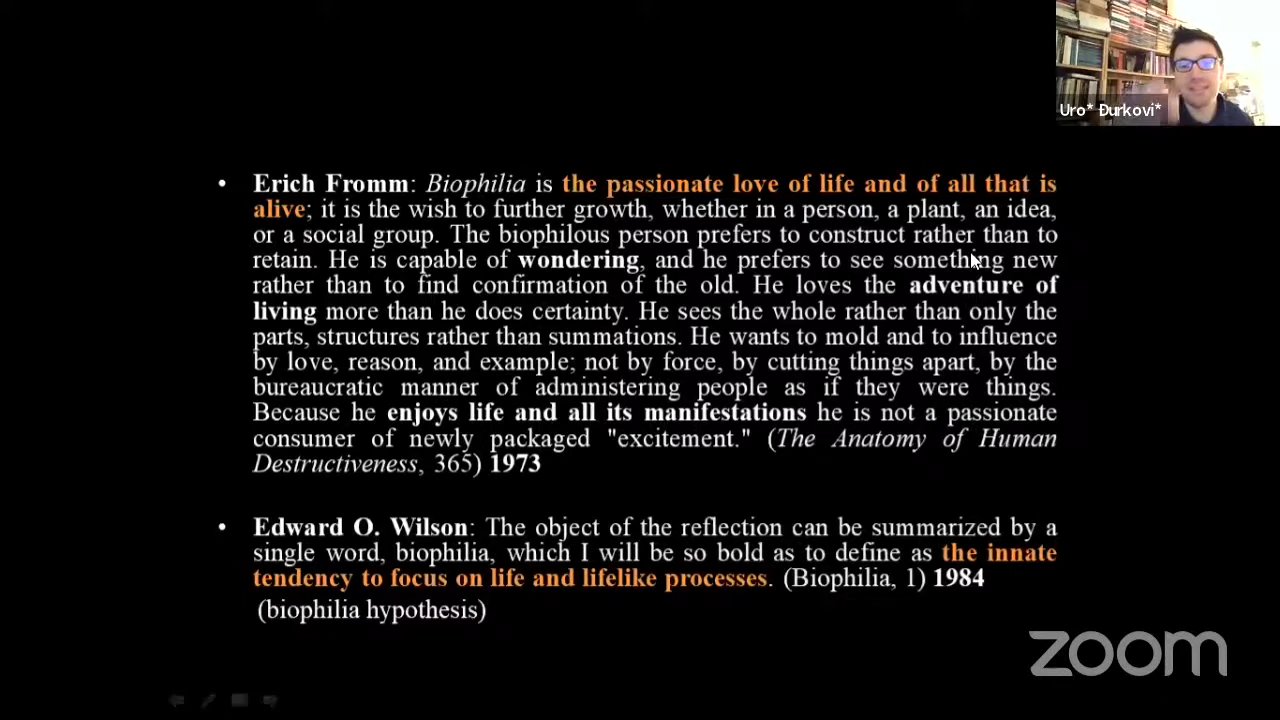 Uro* Đurkovi*
• Erich Fromm: Biophilia is the passionate love of life and of all that is
alive; it is the wish to further growth, whether in a person, a plant, an idea,
or a social group. The biophilous person prefers to construct rather than to
retain. He is capable of wondering, and he prefers to see something new
rather than to find confirmation of the old. He loves the adventure of
living more than he does certainty. He sees the whole rather than only the
parts, structures rather than summations. He wants to mold and to influence
by love, reason, and example; not by force, by cutting things apart, by the
bureaucratic manner of administering people as if they were things.
Because he enjoys life and all its manifestations he is not a passionate
consumer of newly packaged "excitement." (The Anatomy of Human
Destructiveness, 365) 1973
• Edward O. Wilson: The object of the reflection can be summarized by a
single word, biophilia, which I will be so bold as to define as the innate
tendency to focus on life and lifelike processes. (Biophilia, 1) 1984
(biophilia hypothesis)
zoom